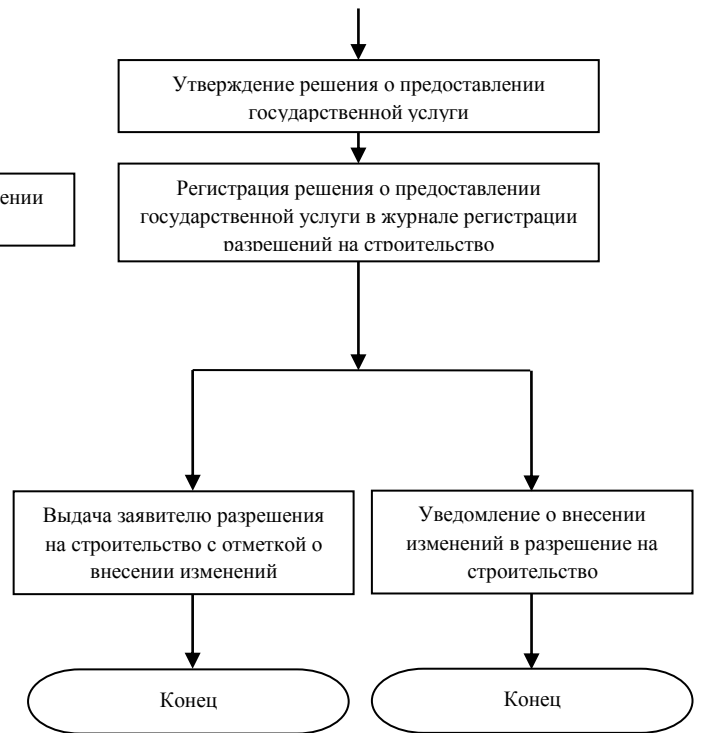 Утверждение решения о предоставлении
государственной услуги
ении
Регистрация решения о предоставлении
государственной услуги в журнале регистрации
разрешений на строительство
Выдача заявителю разрешения
на строительство с отметкой о
внесении изменений
Уведомление о внесении
изменений в разрешение на
строительство
Конец
Конец